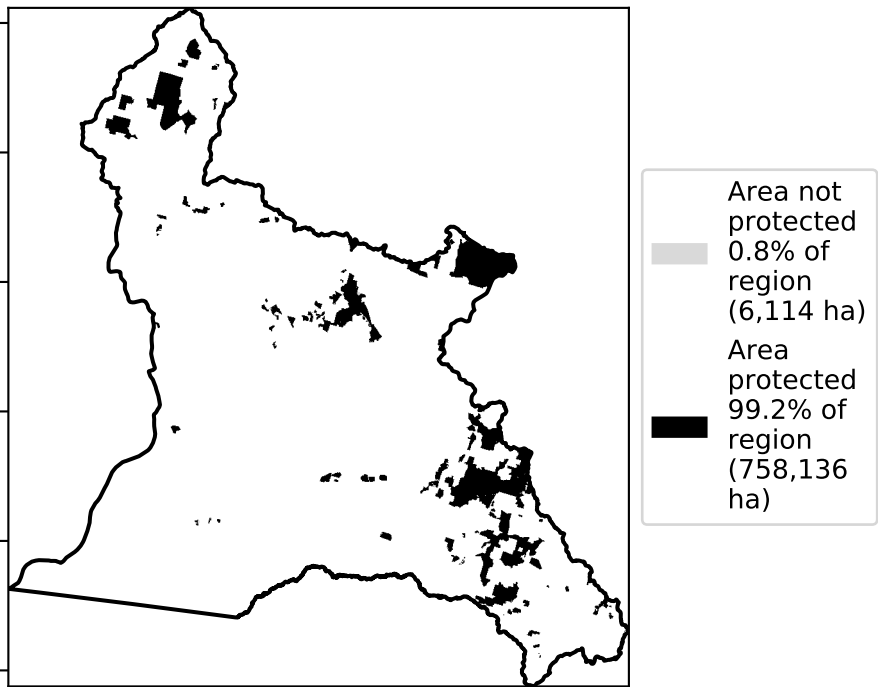 Area not
protected
0.8% of
region
(6,114 ha)
Area
protected
99.2% of
region
(758,136
ha)